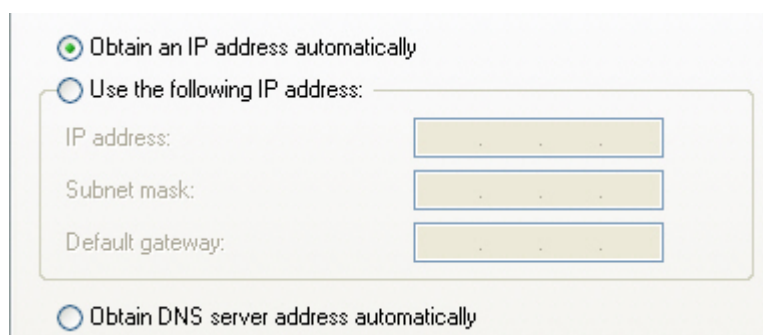 Obtain an IP address automatically
Use the following IP address:
IP address:
Subnet mask:
Default gateway:
Obtain DNS server address automatically